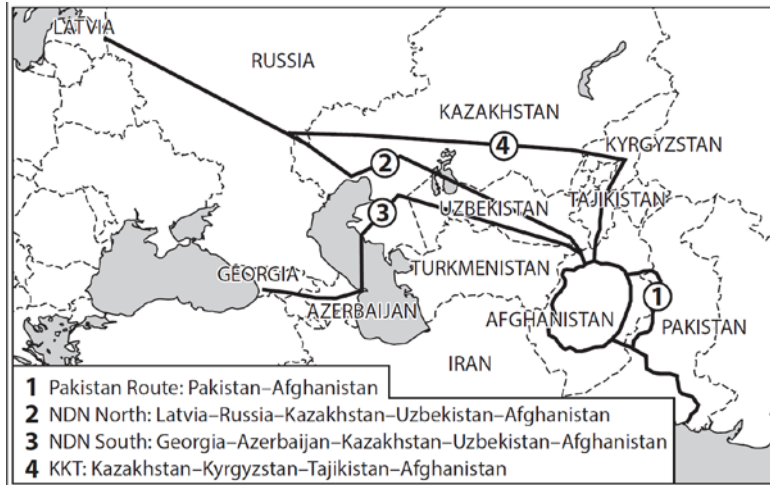 LATVIA
RUSSIA
KAZAKHSTAN
KYRGYZSTAN
4
2
TAJIKISTAN
UZBEKISTAN
3
TURKMENISTAN
GEORGIA
1
AZERBAIJAN
AFGHANISTAN
PAKISTAN
IRAN
1 Pakistan Route: Pakistan–Afghanistan
2 NDN North: Latvia–Russia–Kazakhstan–Uzbekistan–Afghanistan
3 NDN South: Georgia–Azerbaijan–Kazakhstan–Uzbekistan–Afghanistan
4 KKT: Kazakhstan–Kyrgyzstan–Tajikistan–Afghanistan